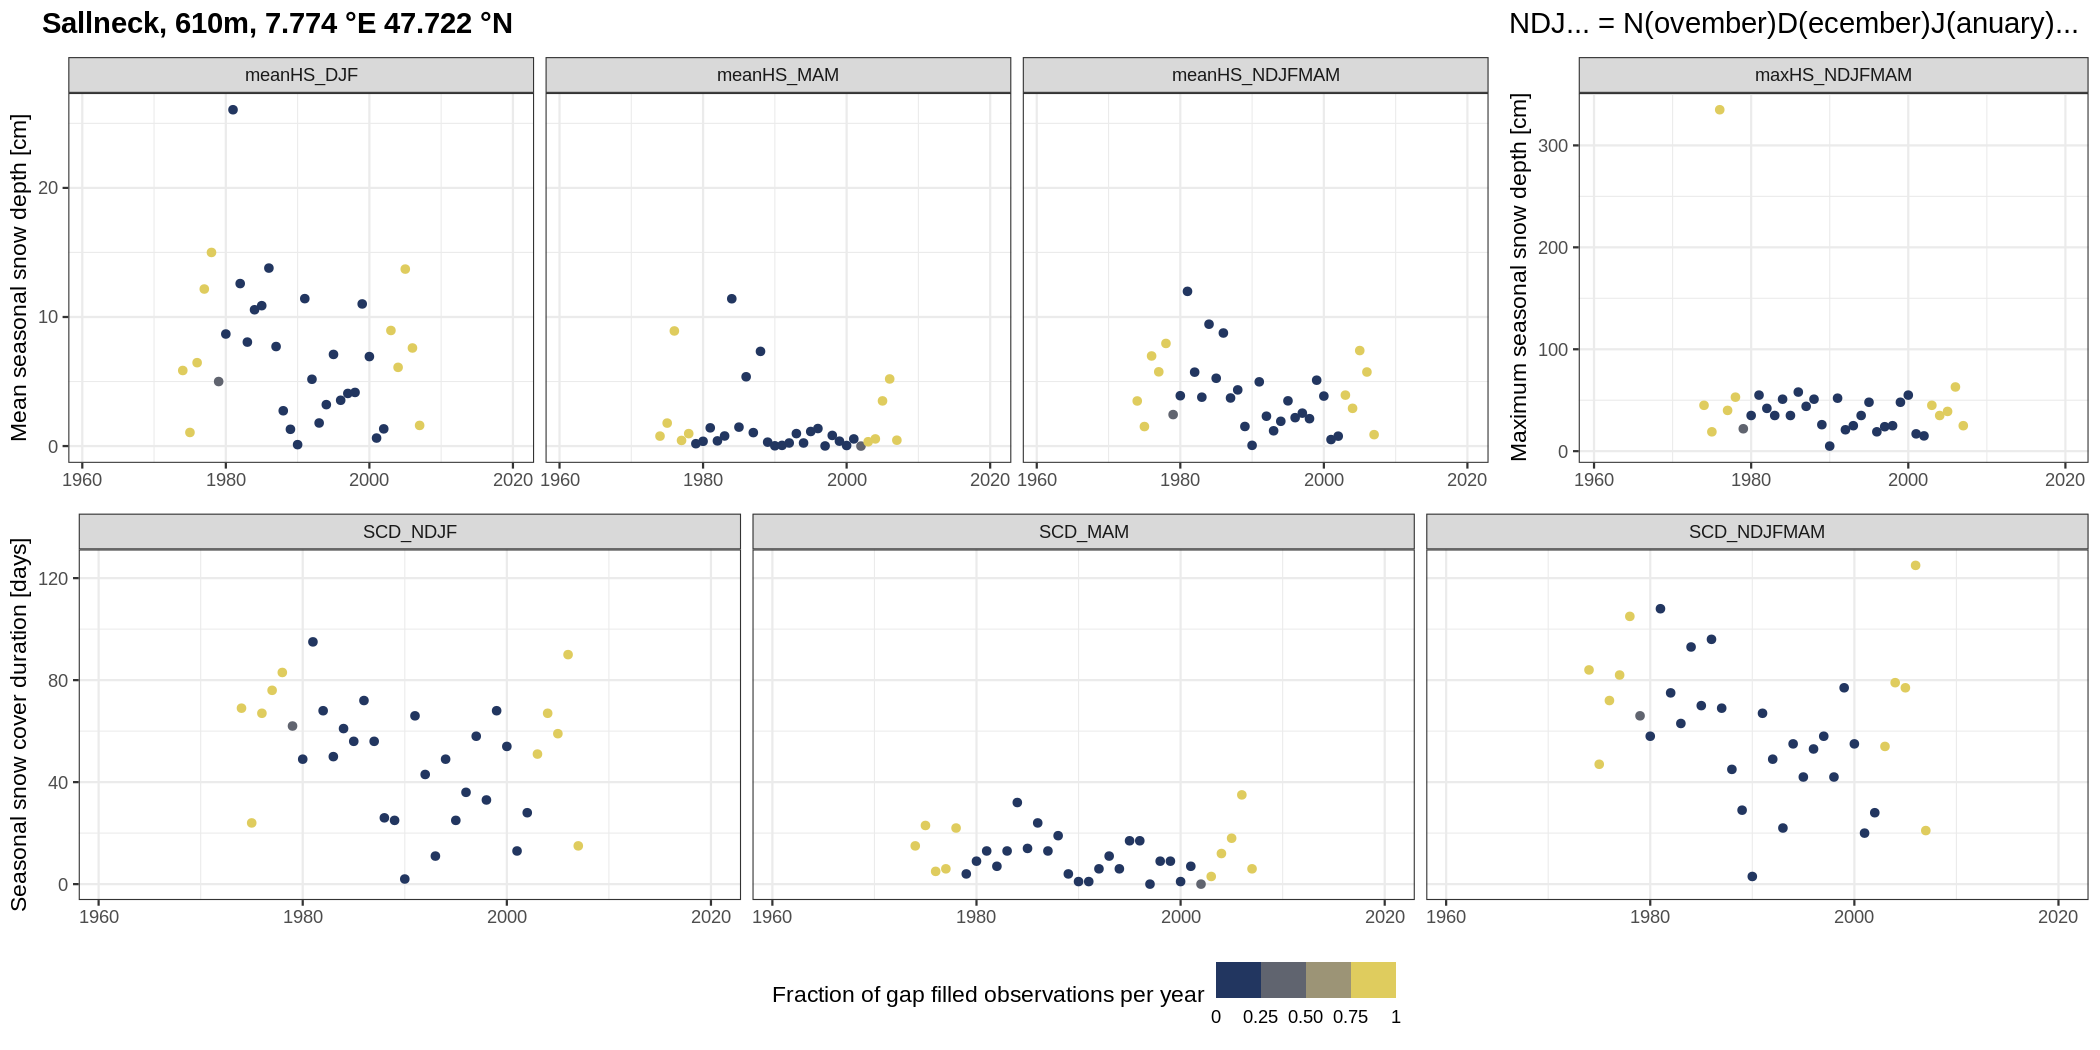 Sallneck, 610m, 7.774 °E 47.722 °N
NDJ... = N(ovember)D(ecember)J(anuary)...
meanHS_DJF
meanHS_MAM
meanHS_NDJFMAM
maxHS_NDJFMAM
Mean seasonal snow depth [cm]
20
10
0
1960 1980 2000 2020
1960 1980 2000 2020
1960 1980 2000 2020
Maximum seasonal snow depth [cm]
300
200
100
0
1960 1980 2000 2020
SCD_NDJF
SCD_MAM
SCD_NDJFMAM
Seasonal snow cover duration [days]
120
80
40
0
1960 1980 2000 2020
1960 1980 2000 2020
1960 1980 2000 2020
Fraction of gap filled observations per year
0 0.25 0.50 0.75 1